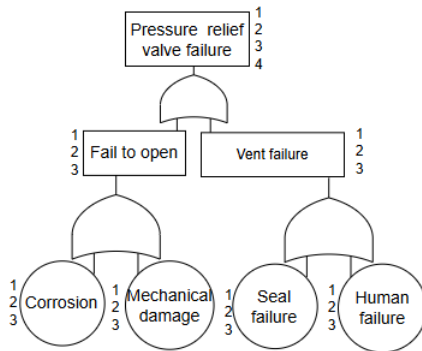 Pressure relief
valve failure
1
2
3
4
1
2
3
Fail to open
Vent failure
1
2
3
1
2
3
Corrosion
1
2
3
Mechanical
damage
1
2
3
Seal
failure
1
2
3
Human
failure